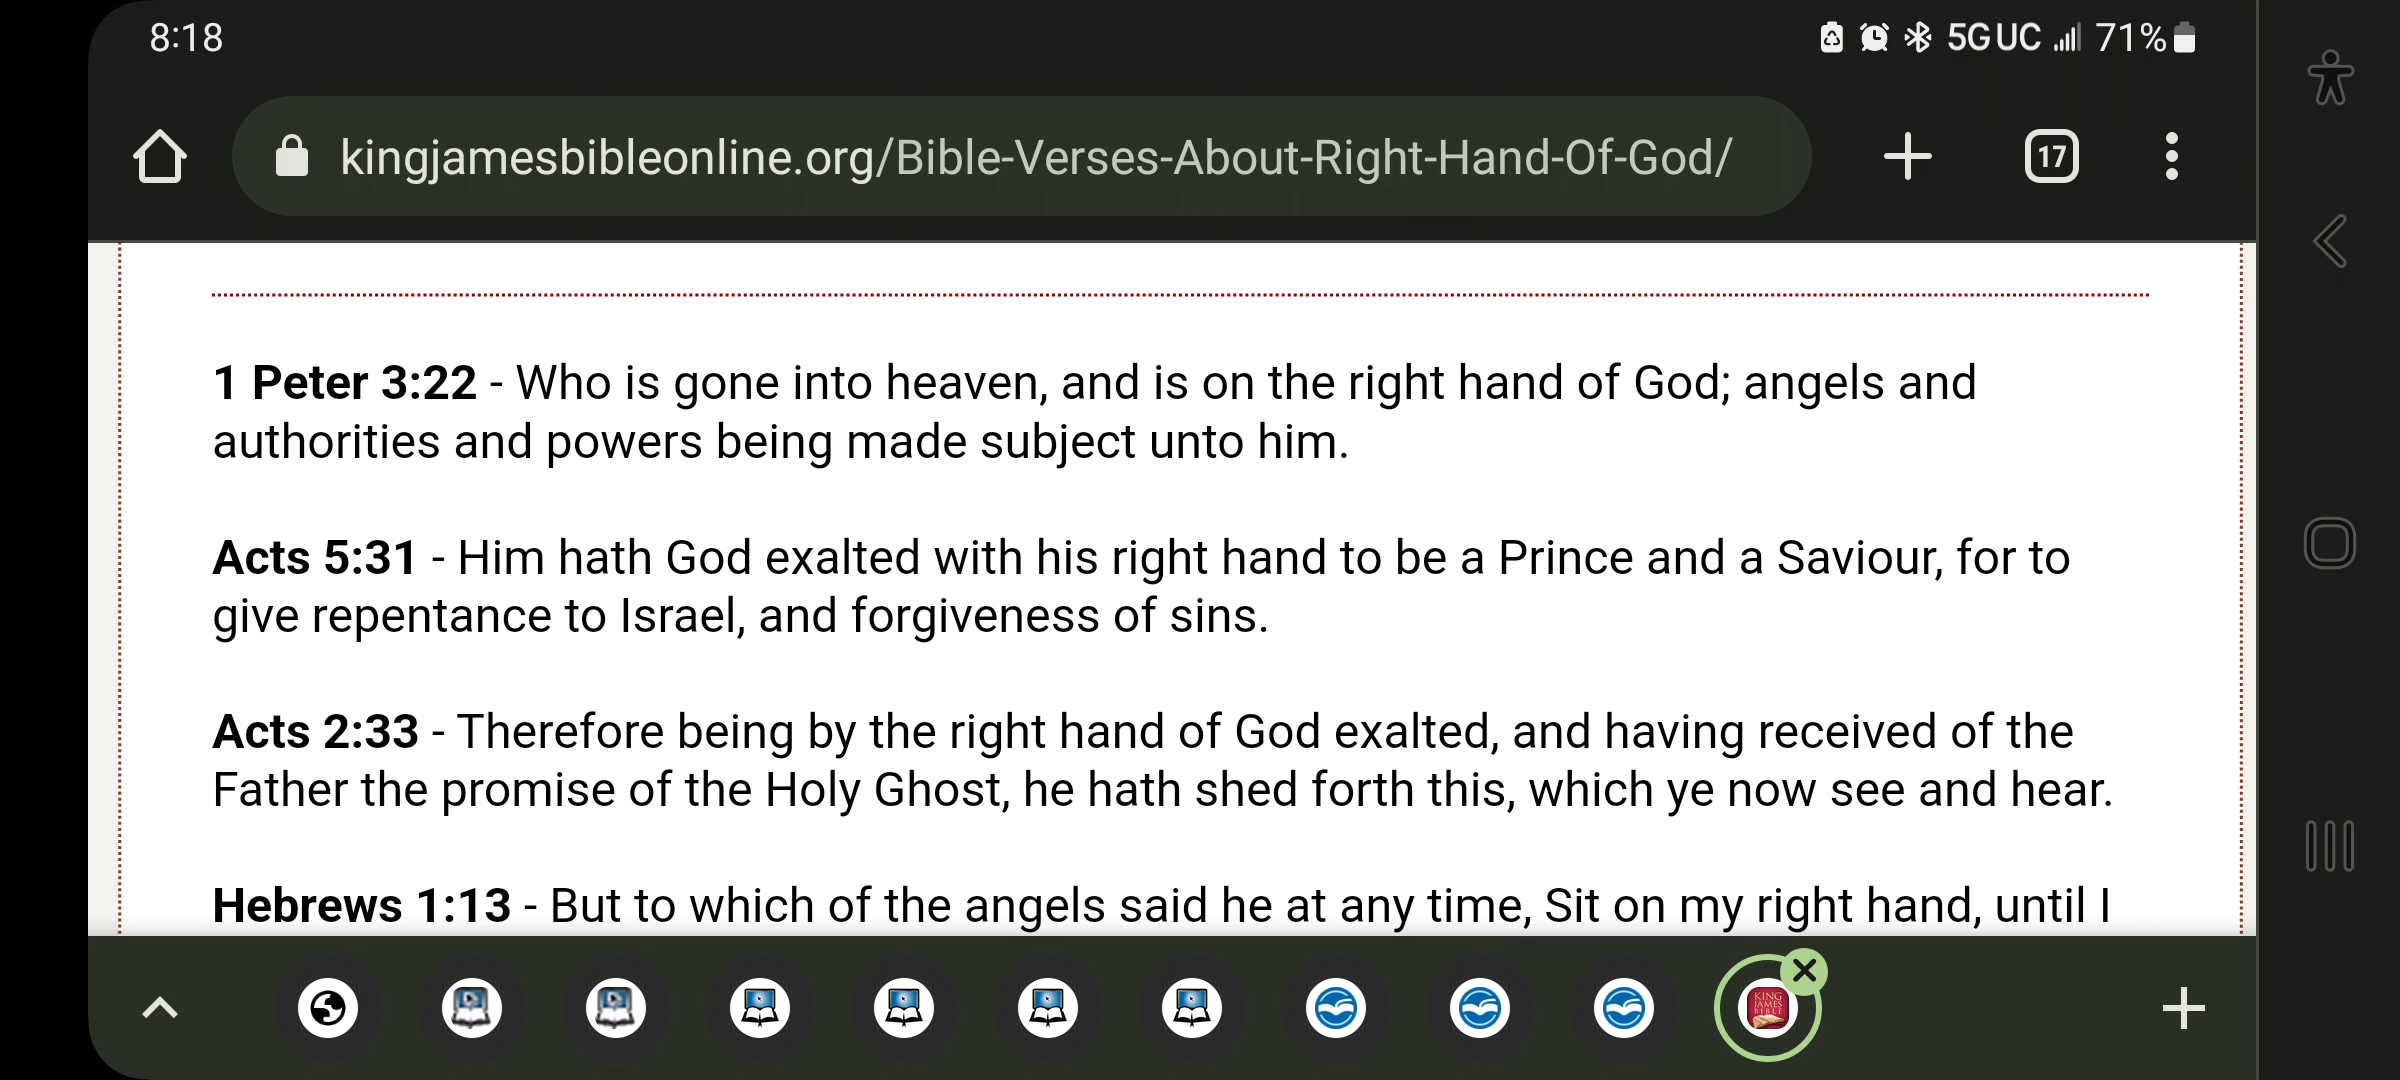 8:18
5G UC 71%
kingjamesbibleonline.org/Bible-Verses-About-Right-Hand-Of-God/
17
1 Peter 3:22 - Who is gone into heaven, and is on the right hand of God; angels and
authorities and powers being made subject unto him.
Acts 5:31 - Him hath God exalted with his right hand to be a Prince and a Saviour, for to
give repentance to Israel, and forgiveness of sins.
Acts 2:33 - Therefore being by the right hand of God exalted, and having received of the
Father the promise of the Holy Ghost, he hath shed forth this, which ye now see and hear.
Hebrews 1:13 - But to which of the angels said he at any time, Sit on my right hand, until I
KING
JAMES
BIBLE